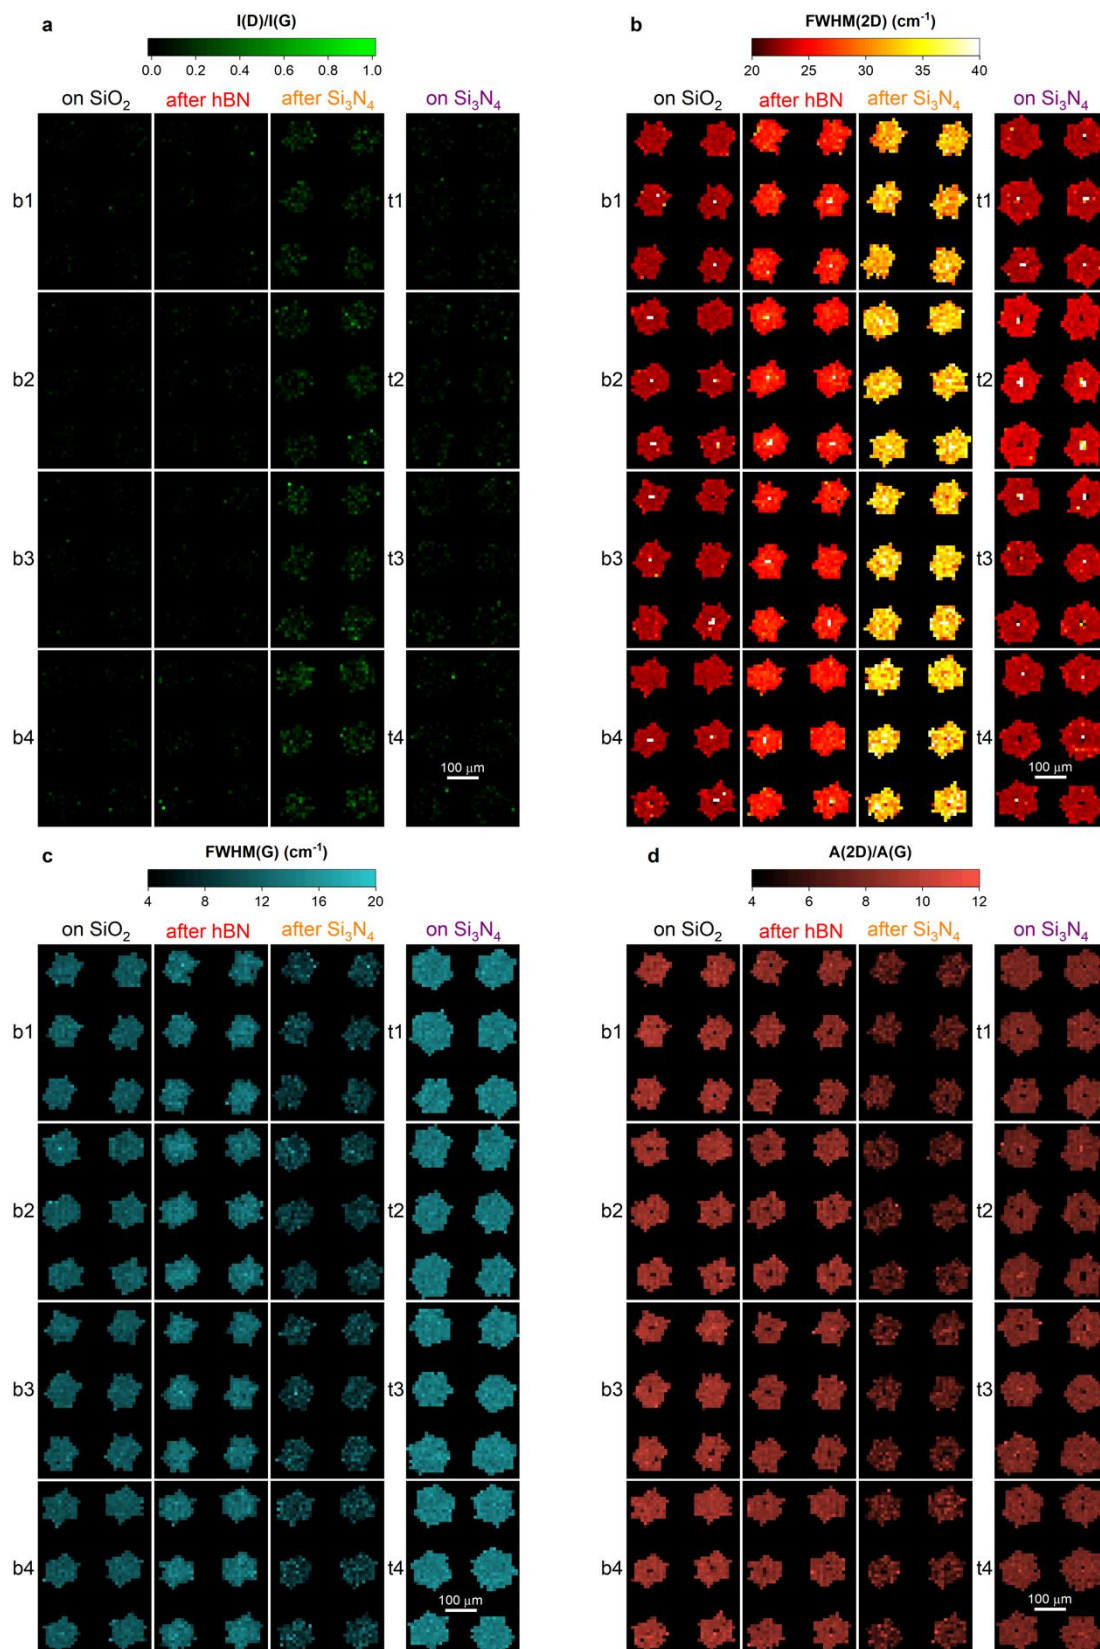 a
I(D)/I(G)
0.0 0.2 0.4 0.6 0.8 1.0
on SiO₂ after hBN after Si₃N₄ on Si₃N₄
b1 t1
b2 t2
b3 t3
b4 t4
100 μm
b
FWHM(2D) (cm⁻¹)
20 25 30 35 40
on SiO₂ after hBN after Si₃N₄ on Si₃N₄
b1 t1
b2 t2
b3 t3
b4 t4
100 μm
c
FWHM(G) (cm⁻¹)
4 8 12 16 20
on SiO₂ after hBN after Si₃N₄ on Si₃N₄
b1 t1
b2 t2
b3 t3
b4 t4
100 μm
d
A(2D)/A(G)
4 6 8 10 12
on SiO₂ after hBN after Si₃N₄ on Si₃N₄
b1 t1
b2 t2
b3 t3
b4 t4
100 μm